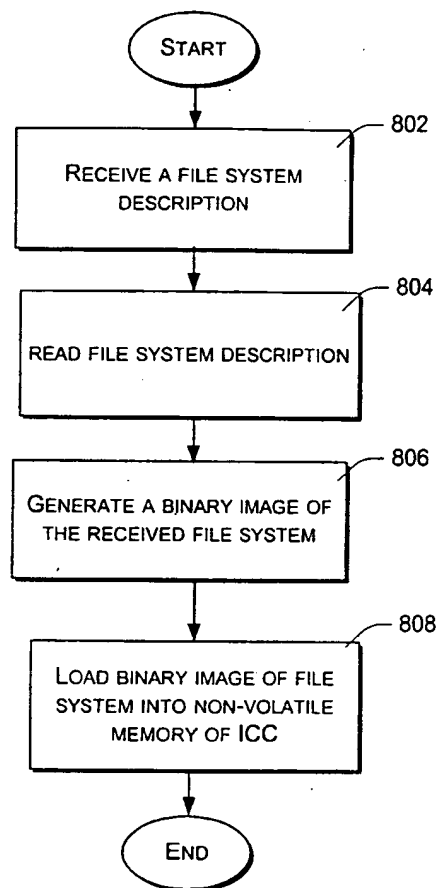 START
802
RECEIVE A FILE SYSTEM
DESCRIPTION
804
READ FILE SYSTEM DESCRIPTION
806
GENERATE A BINARY IMAGE OF
THE RECEIVED FILE SYSTEM
808
LOAD BINARY IMAGE OF FILE
SYSTEM INTO NON-VOLATILE
MEMORY OF ICC
END